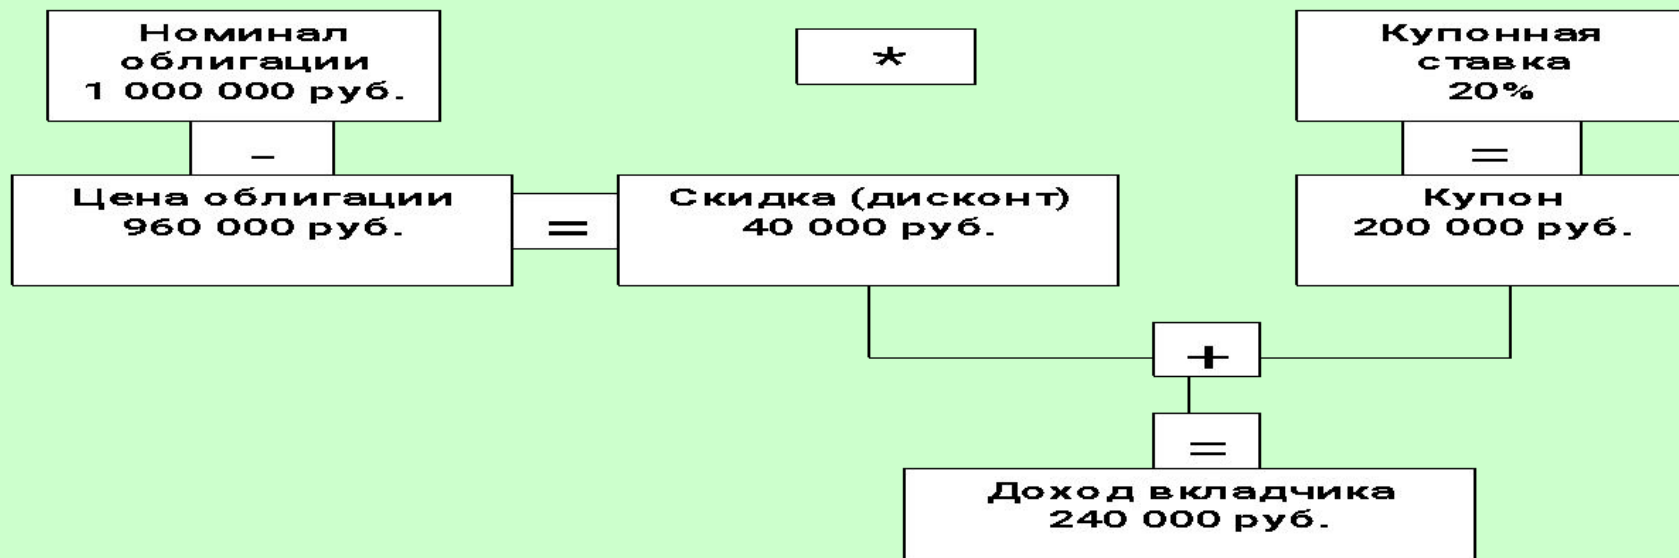 Номинал
облигации
1 000 000 руб.
*
Купонная
ставка
20%
–
=
Цена облигации
960 000 руб.
=
Скидка (дисконт)
40 000 руб.
Купон
200 000 руб.
+
=
Доход вкладчика
240 000 руб.